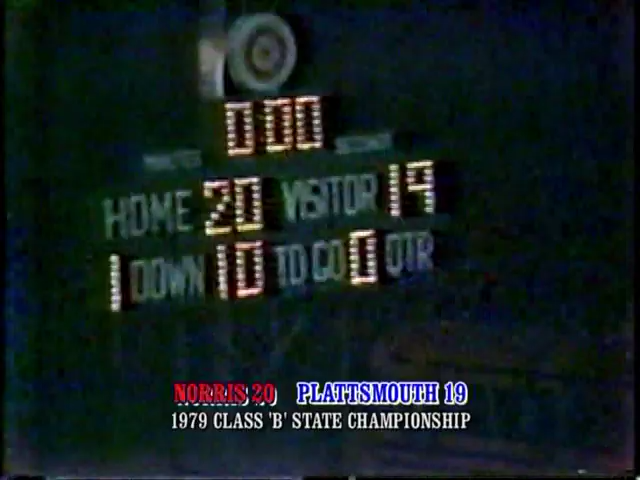 0:00
MINUTES SECONDS
HOME 20 VISITOR 19
1 DOWN 10 TO GO 0 QTR
NORRIS 20 PLATTSMOUTH 19
1979 CLASS 'B' STATE CHAMPIONSHIP